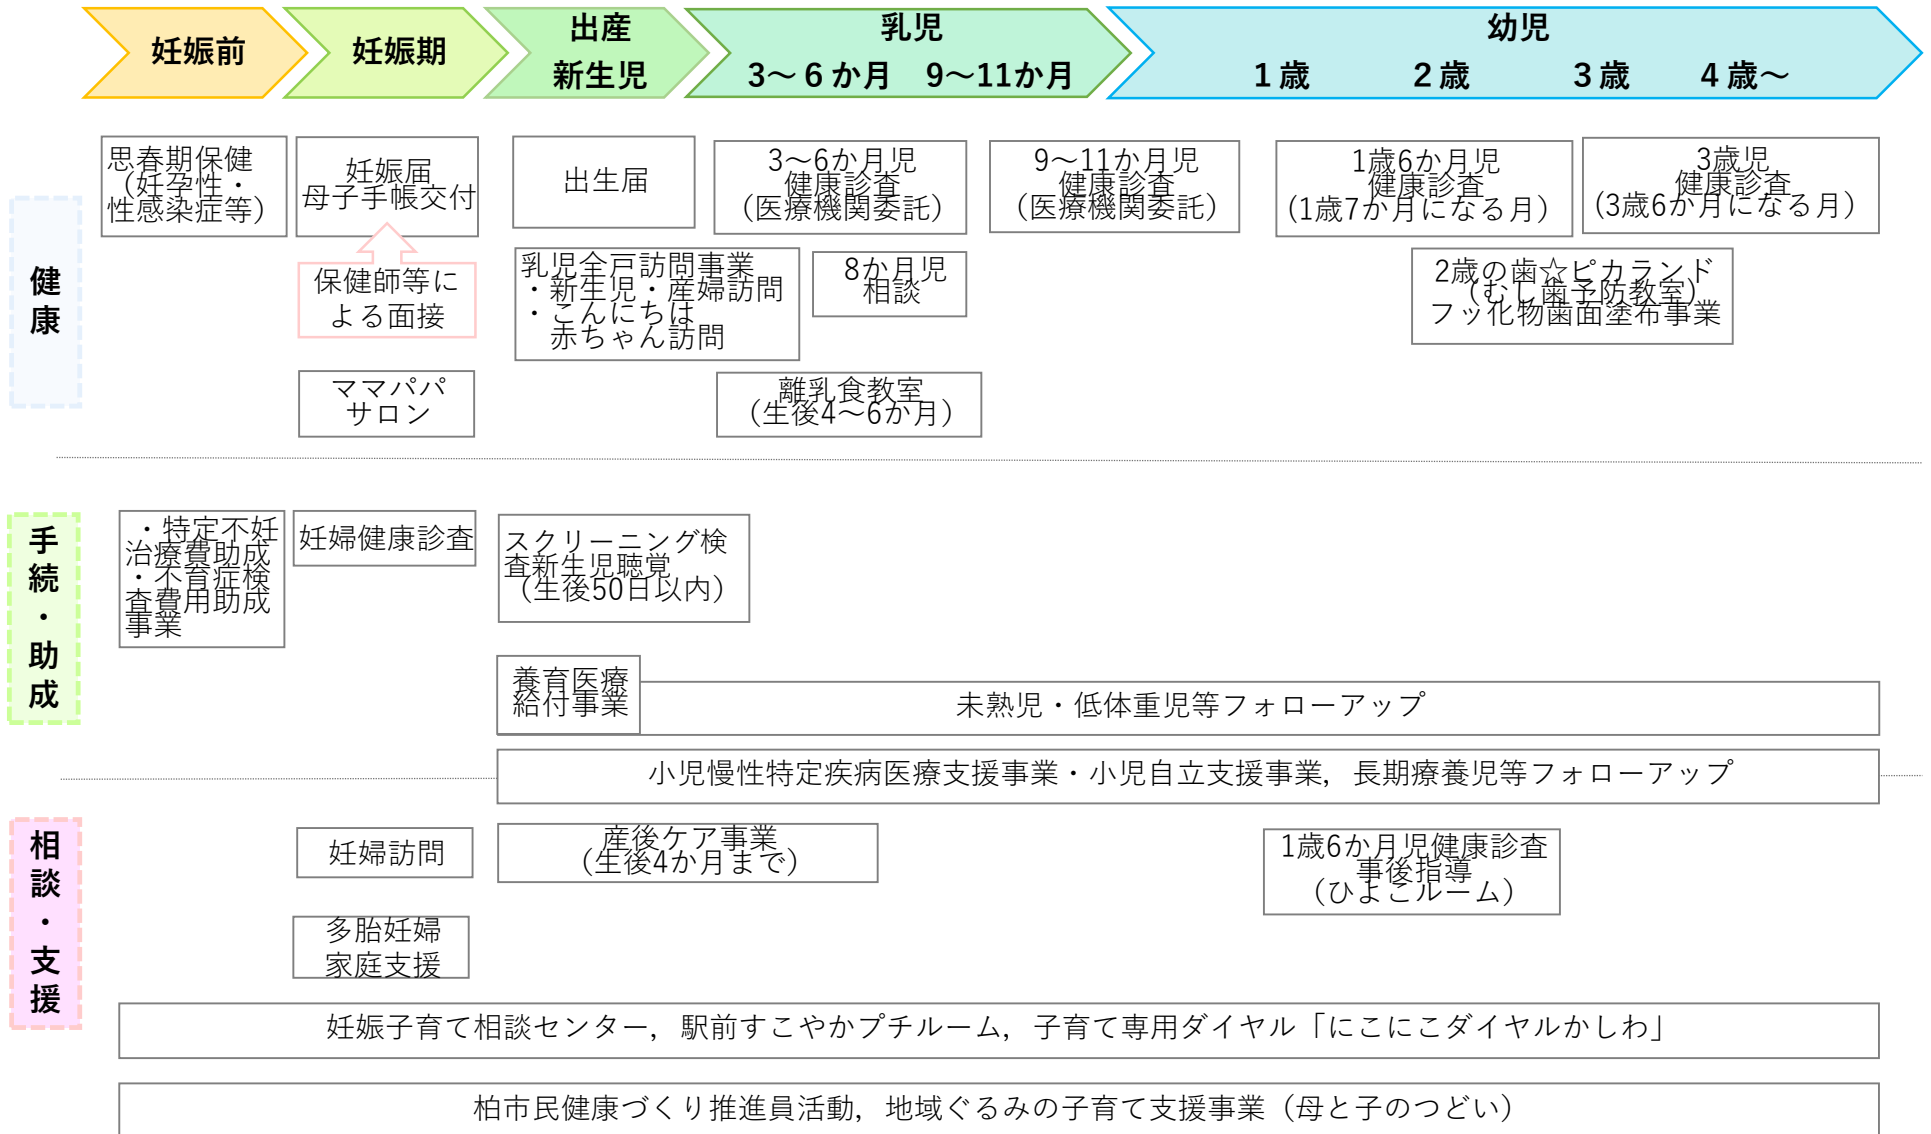 妊娠前
妊娠期
出産
新生児
乳児
3～６か月　9～11か月
幼児
１歳　２歳　３歳　４歳～
健康
思春期保健
（妊孕性・
性感染症等）
妊娠届
母子手帳交付
出生届
3～6か月児
健康診査
（医療機関委託）
9～11か月児
健康診査
（医療機関委託）
1歳6か月児
健康診査
（1歳7か月になる月）
3歳児
健康診査
（3歳6か月になる月）
保健師等に
よる面接
乳児全戸訪問事業
・新生児・産婦訪問
・こんにちは
赤ちゃん訪問
8か月児
相談
2歳の歯☆ピカランド
（むし歯予防教室）
フッ化物歯面塗布事業
ママパパ
サロン
離乳食教室
（生後4～6か月）
手続・助成
・特定不妊
治療費助成
・不育症検
査費用助成
事業
妊婦健康診査
スクリーニング検
査新生児聴覚
（生後50日以内）
養育医療
給付事業
未熟児・低体重児等フォローアップ
小児慢性特定疾病医療支援事業・小児自立支援事業，長期療養児等フォローアップ
相談・支援
妊婦訪問
産後ケア事業
（生後4か月まで）
1歳6か月児健康診査
事後指導
（ひよこルーム）
多胎妊婦
家庭支援
妊娠子育て相談センター，駅前すこやかプチルーム，子育て専用ダイヤル「にこにこダイヤルかしわ」
柏市民健康づくり推進員活動，地域ぐるみの子育て支援事業（母と子のつどい）